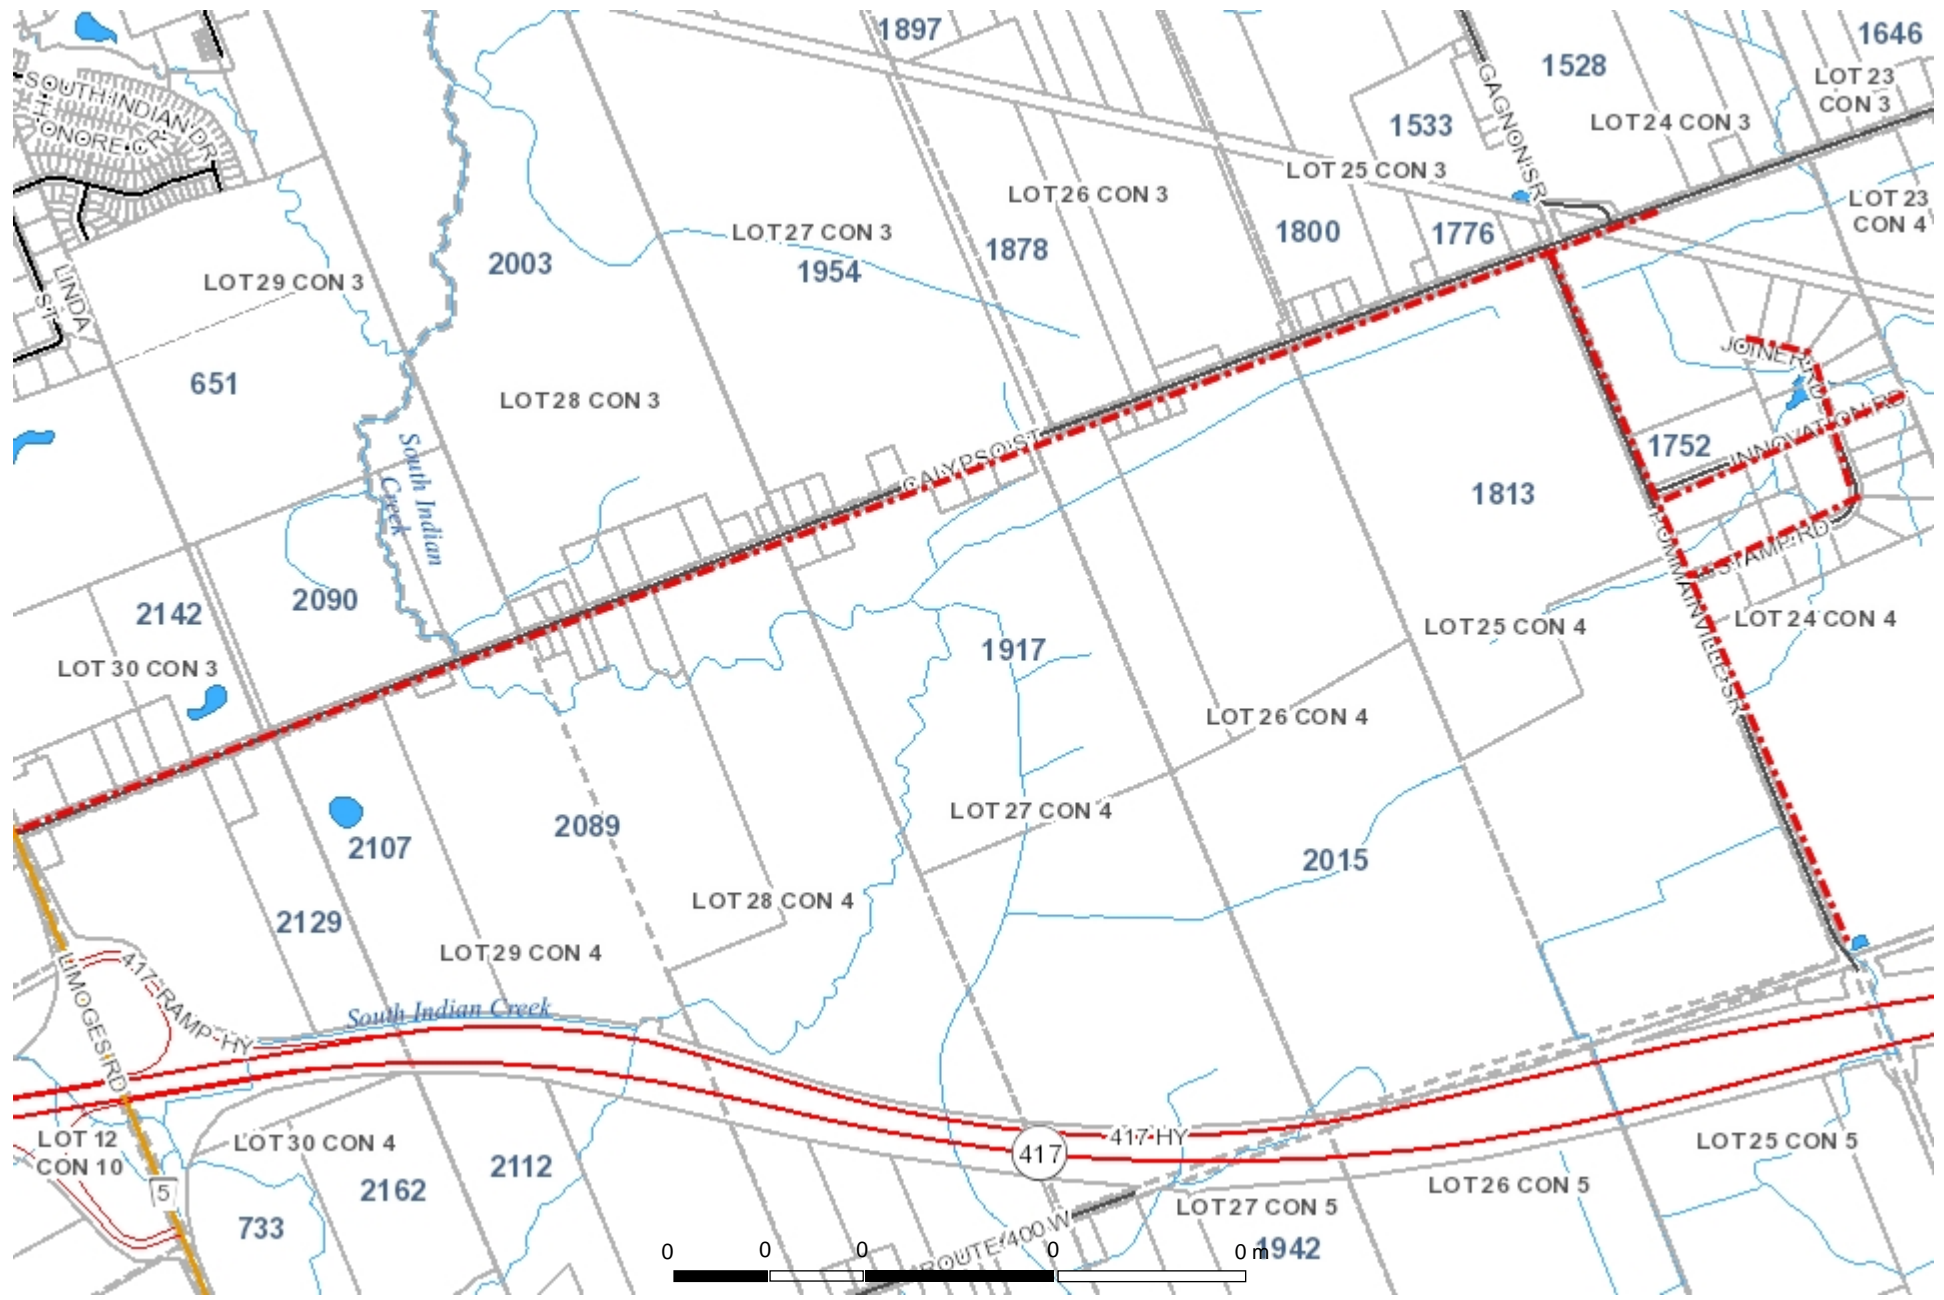 1897
1646
1528
LOT 23
CON 3
SOUTH INDIAN DR
GAGNON SR
1533
LOT 24 CON 3
ONORE CR
LOT 25 CON 3
LOT 26 CON 3
LOT 23
CON 4
LOT 27 CON 3
1800
1776
1878
2003
1954
LOT 29 CON 3
LINDA
ST
JOINER RD
651
LOT 28 CON 3
INNOVATION RD
CALYPSO ST
1752
South Indian
Creek
1813
STAMP RD
POMMAINVILLE SR
2142
2090
LOT 24 CON 4
LOT 25 CON 4
1917
LOT 30 CON 3
LOT 26 CON 4
LOT 27 CON 4
2089
2107
2015
LOT 28 CON 4
2129
LOT 29 CON 4
417 RAMP HY
LIMOGES RD
South Indian Creek
417 HY
417
LOT 12
CON 10
LOT 30 CON 4
LOT 25 CON 5
2112
5
2162
LOT 26 CON 5
LOT 27 CON 5
733
ROUTE 400 W
1942
0 0 0 0 0 m